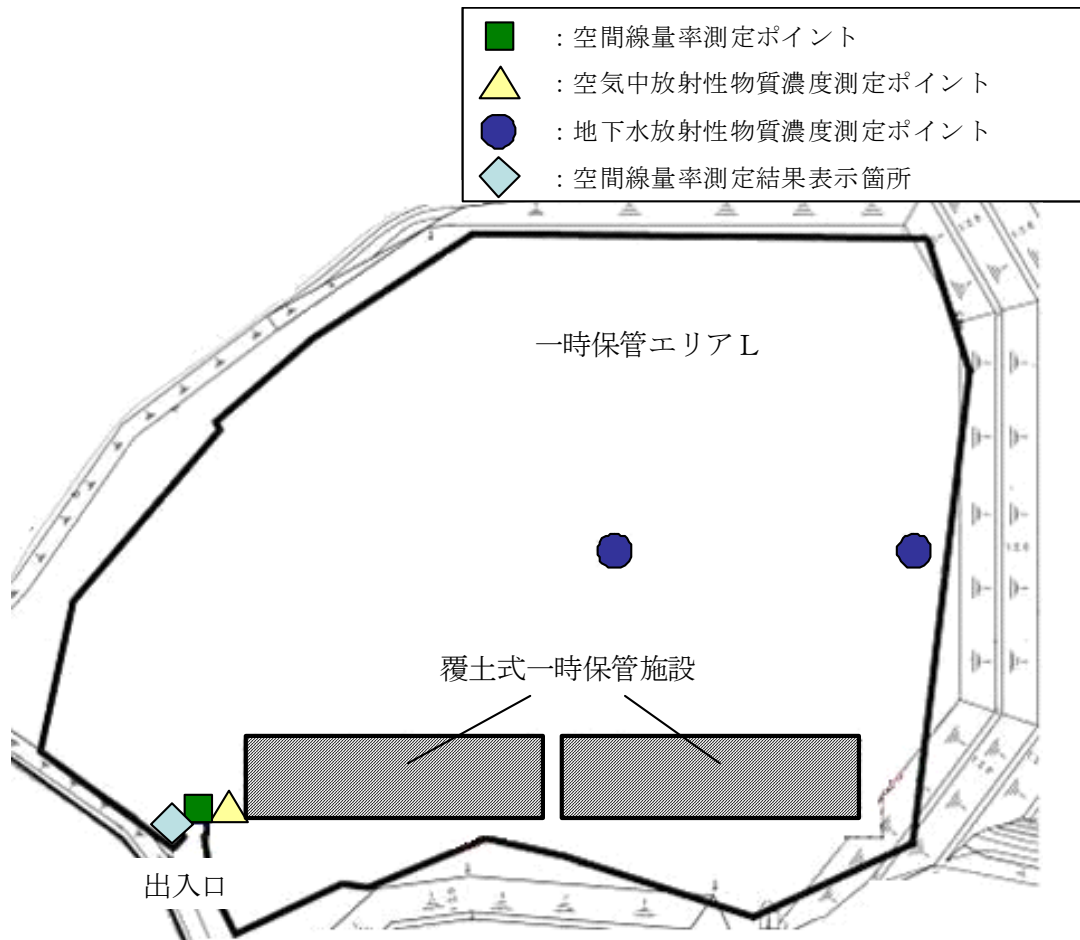 ：空間線量率測定ポイント
：空気中放射性物質濃度測定ポイント
：地下水放射性物質濃度測定ポイント
：空間線量率測定結果表示箇所
一時保管エリアＬ
覆土式一時保管施設
出入口